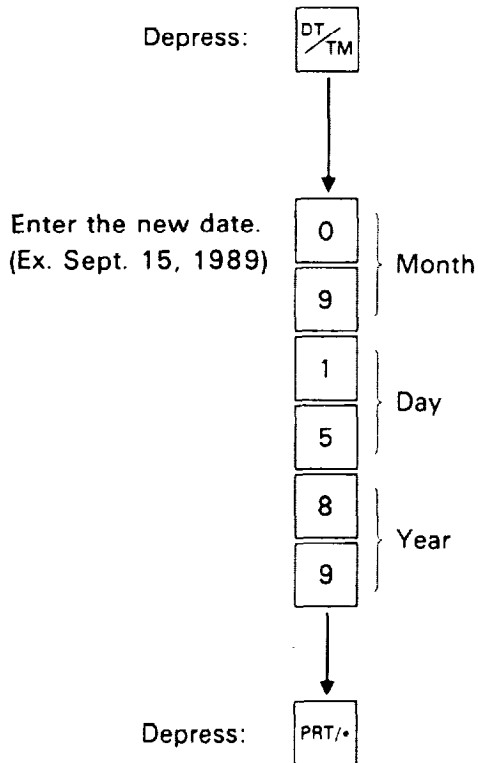 Depress: DT/TM
Enter the new date.
(Ex. Sept. 15, 1989)
0
9
Month
1
5
Day
8
9
Year
Depress: PRT/•